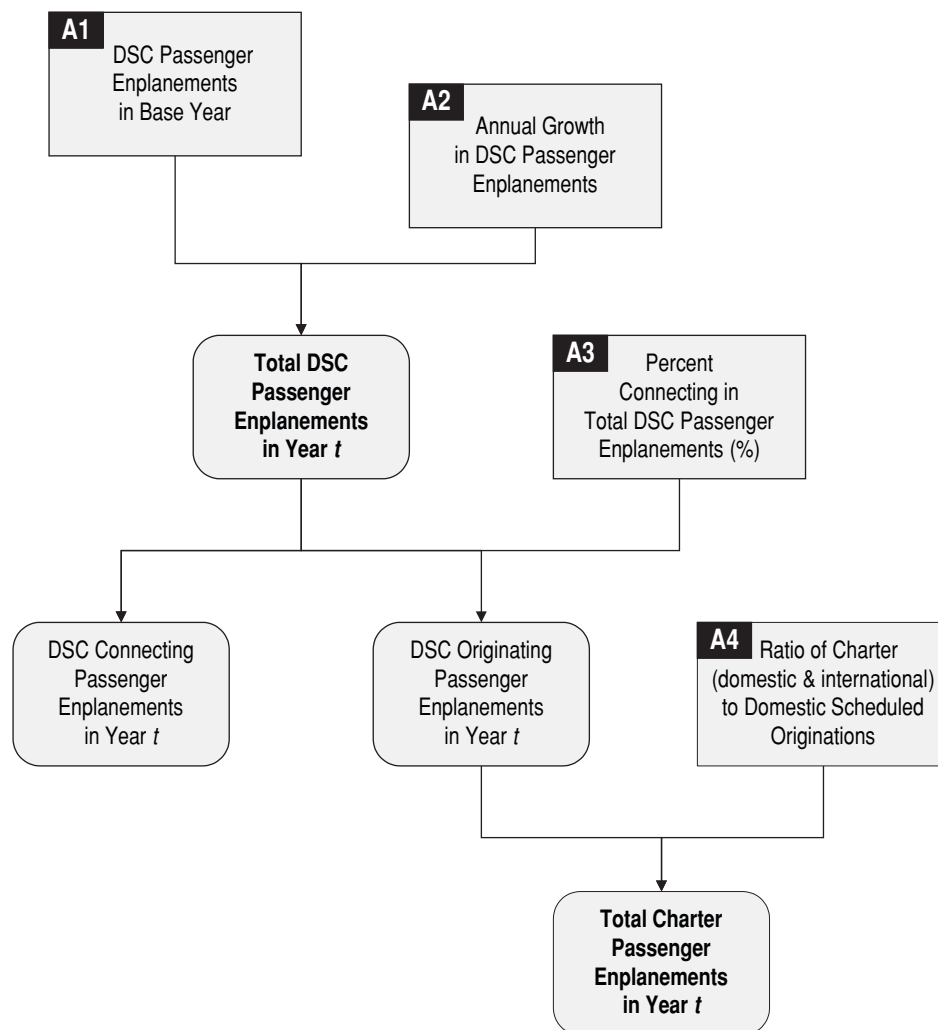 A1
DSC Passenger
Enplanements
in Base Year
A2
Annual Growth
in DSC Passenger
Enplanements
Total DSC
Passenger
Enplanements
in Year t
A3
Percent
Connecting in
Total DSC Passenger
Enplanements (%)
DSC Connecting
Passenger
Enplanements
in Year t
DSC Originating
Passenger
Enplanements
in Year t
A4
Ratio of Charter
(domestic & international)
to Domestic Scheduled
Originations
Total Charter
Passenger
Enplanements
in Year t